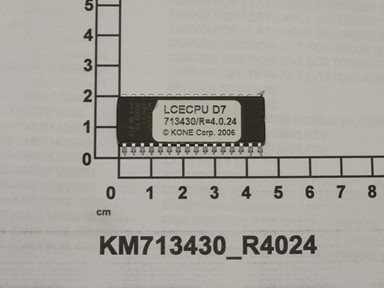 5
4
3
2
1
0
LCECPU D7
713430/R=4.0.24
© KONE Corp. 2006
0 1 2 3 4 5 6 7 8
cm
KM713430_R4024